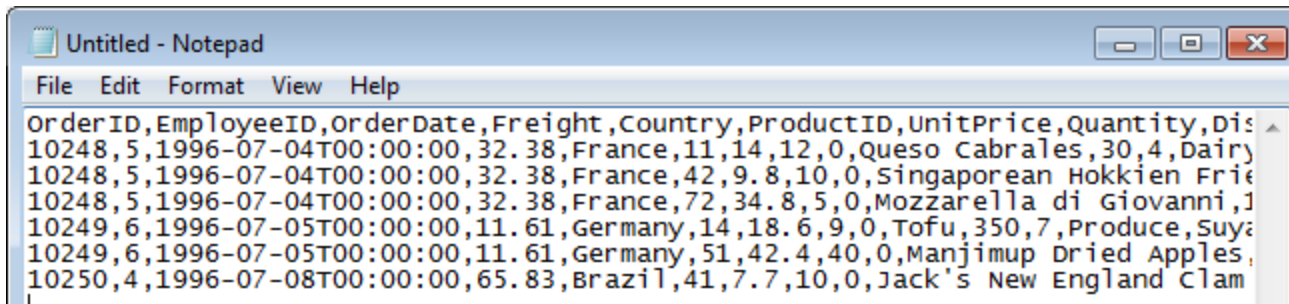 Untitled - Notepad
File Edit Format View Help
OrderID,EmployeeID,OrderDate,Freight,Country,ProductID,UnitPrice,Quantity,Dis
10248,5,1996-07-04T00:00:00,32.38,France,11,14,12,0,Queso Cabrales,30,4,Dairy
10248,5,1996-07-04T00:00:00,32.38,France,42,9.8,10,0,Singaporean Hokkien Frie
10248,5,1996-07-04T00:00:00,32.38,France,72,34.8,5,0,Mozzarella di Giovanni,1
10249,6,1996-07-05T00:00:00,11.61,Germany,14,18.6,9,0,Tofu,350,7,Produce,Suya
10249,6,1996-07-05T00:00:00,11.61,Germany,51,42.4,40,0,Manjimup Dried Apples,
10250,4,1996-07-08T00:00:00,65.83,Brazil,41,7.7,10,0,Jack's New England Clam